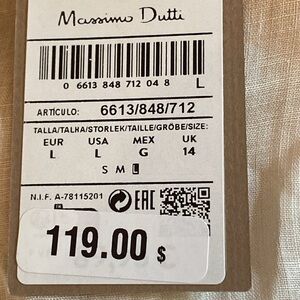 Massimo Dutti
0 6613 848 712 04 8 L
ARTÍCULO: 6613/848/712
TALLA/TALHA/STORLEK/TAILLE/GRÖBE/SIZE:
EUR USA MEX UK
L L G 14
S M L
N.I.F. A-78115201 EAC
119.00 $